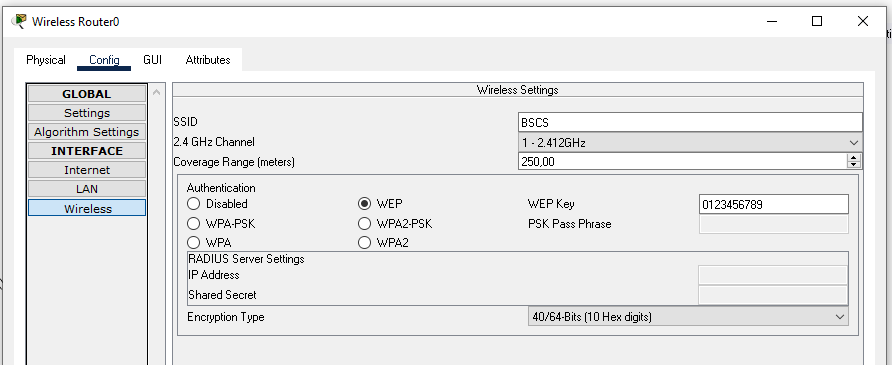 Wireless Router0
Physical Config GUI Attributes
GLOBAL
Settings
Algorithm Settings
INTERFACE
Internet
LAN
Wireless
Wireless Settings
SSID BSCS
2.4 GHz Channel 1 - 2.412GHz
Coverage Range (meters) 250,00
Authentication
Disabled WEP WEP Key 0123456789
WPA-PSK WPA2-PSK PSK Pass Phrase
WPA WPA2
RADIUS Server Settings
IP Address
Shared Secret
Encryption Type 40/64-Bits (10 Hex digits)